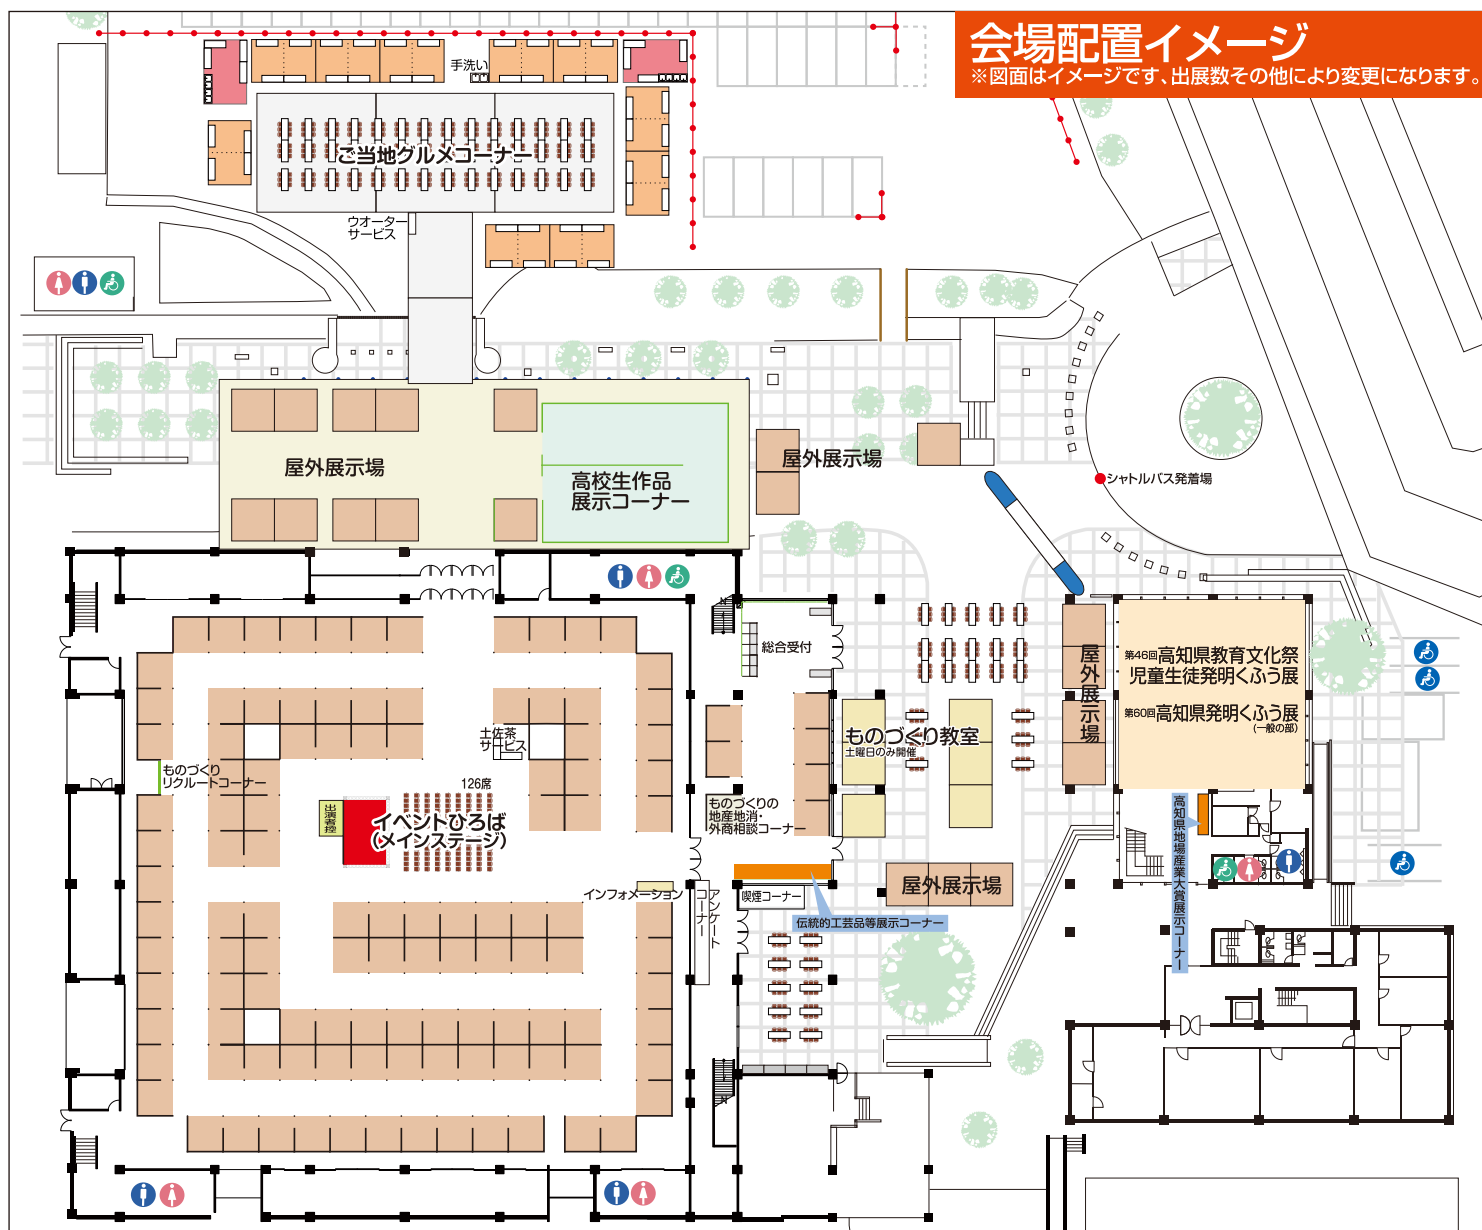 会場配置イメージ
※図面はイメージです、出展数その他により変更になります。
手洗い
ご当地グルメコーナー
ウオーター
サービス
屋外展示場
高校生作品
展示コーナー
屋外展示場
シャトルバス発着場
総合受付
第46回高知県教育文化祭
児童生徒発明くふう展
第60回高知県発明くふう展
(一般の部)
屋外展示場
ものづくり教室
土曜日のみ開催
土佐茶
サービス
ものづくり
リクルートコーナー
126席
出演者控
イベントひろば
(メインステージ)
ものづくりの
地産地消・
外商相談コーナー
高知県地場産業大賞展示コーナー
インフォメーション
アンケート
コーナー
喫煙コーナー
屋外展示場
伝統的工芸品等展示コーナー